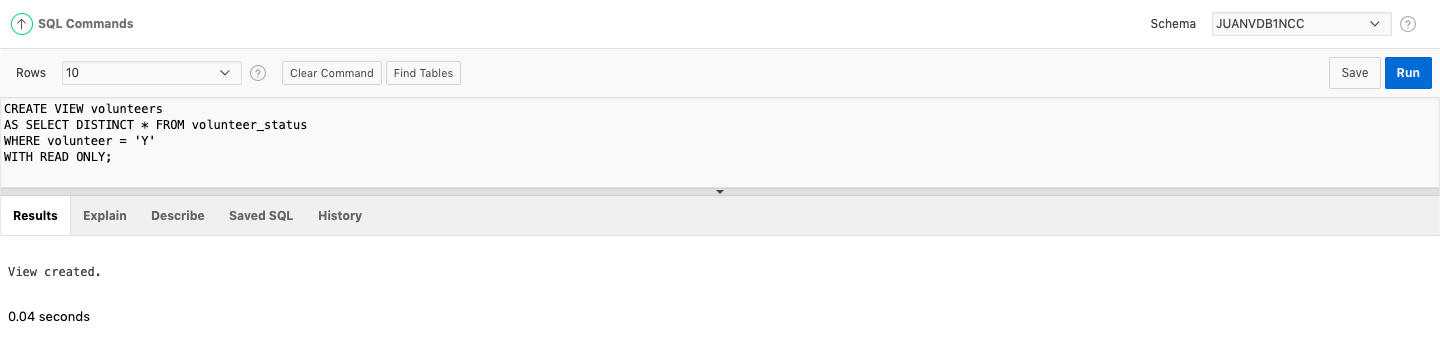 SQL Commands
Schema
JUANVDB1NCC
Rows
10
Clear Command
Find Tables
Save
Run
CREATE VIEW volunteers
AS SELECT DISTINCT * FROM volunteer_status
WHERE volunteer = 'Y'
WITH READ ONLY;
Results
Explain
Describe
Saved SQL
History
View created.
0.04 seconds